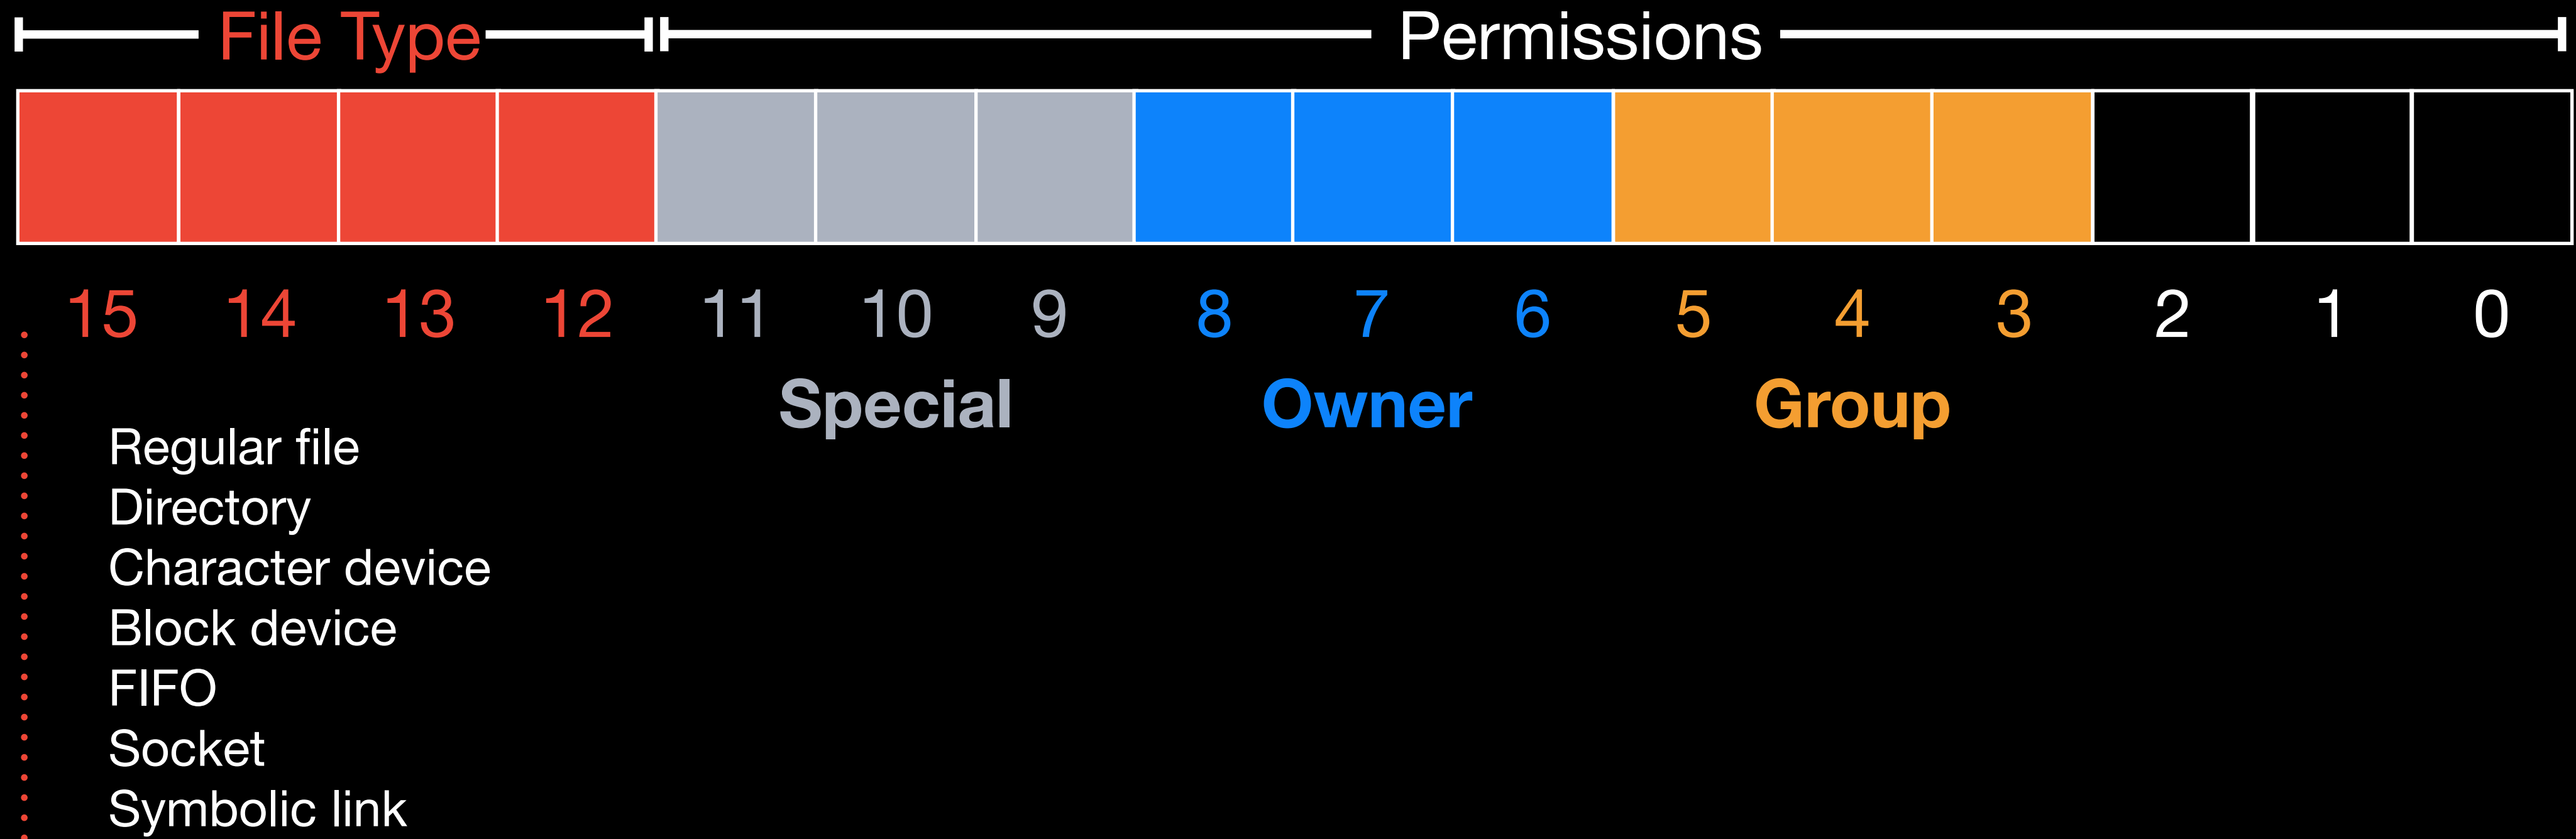 File Type Permissions
15 14 13 12 11 10 9 8 7 6 5 4 3 2 1 0
Special Owner Group
Regular file
Directory
Character device
Block device
FIFO
Socket
Symbolic link